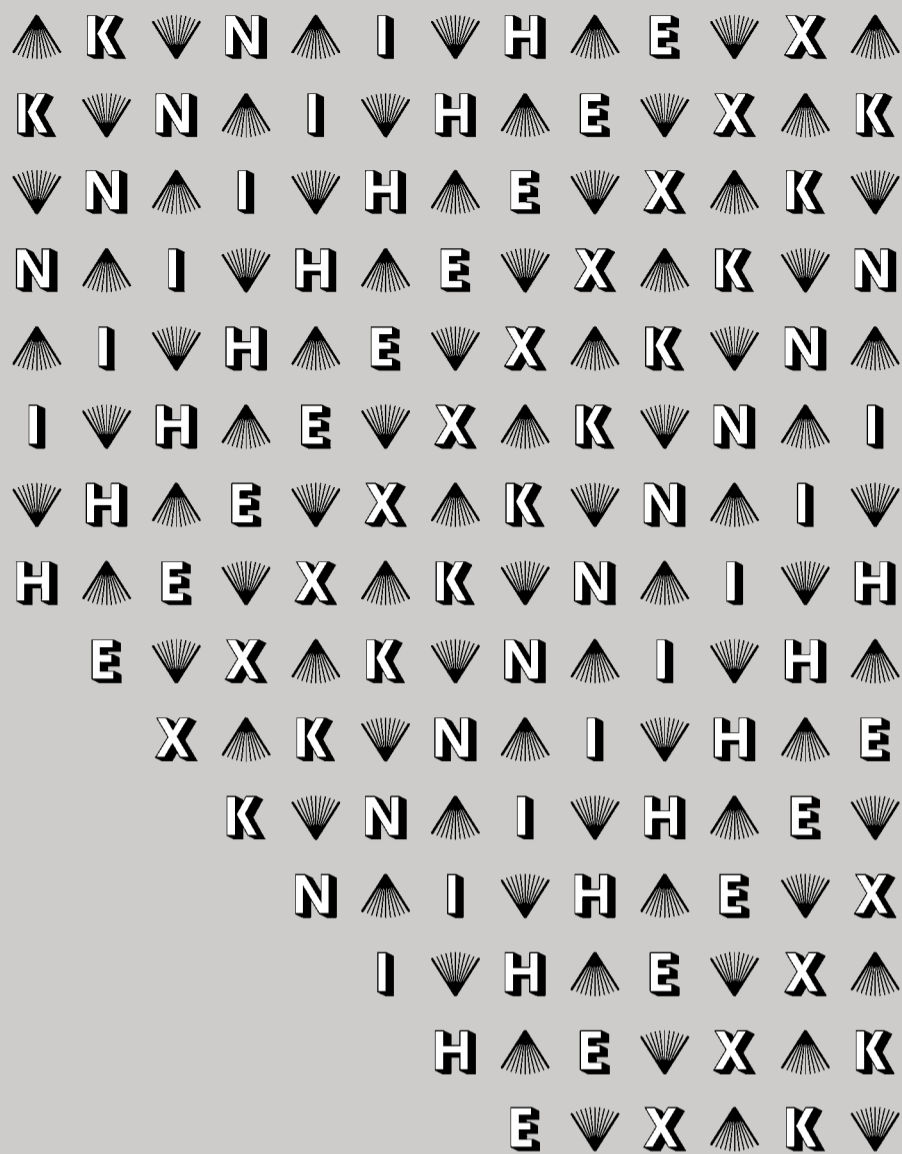 K N I H E X
K N I H E X K
N I H E X K
N I H E X K N
I H E X K N
I H E X K N I
H E X K N I
H E X K N I H
E X K N I H
X K N I H E
K N I H E
N I H E X
I H E X
H E X K
E X K